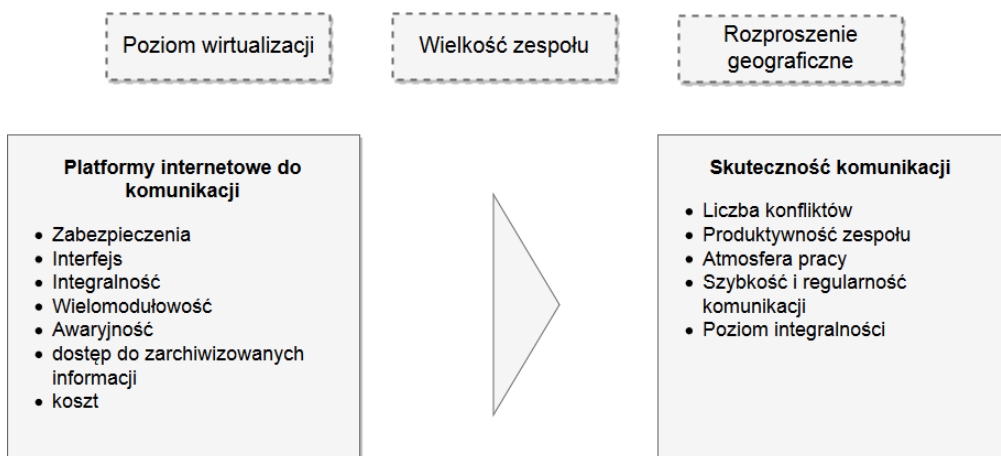 Poziom wirtualizacji
Wielkość zespołu
Rozproszenie
geograficzne
Platformy internetowe do
komunikacji
• Zabezpieczenia
• Interfejs
• Integralność
• Wielomodułowość
• Awaryjność
• dostęp do zarchiwizowanych
informacji
• koszt
Skuteczność komunikacji
• Liczba konfliktów
• Produktywność zespołu
• Atmosfera pracy
• Szybkość i regularność
komunikacji
• Poziom integralności